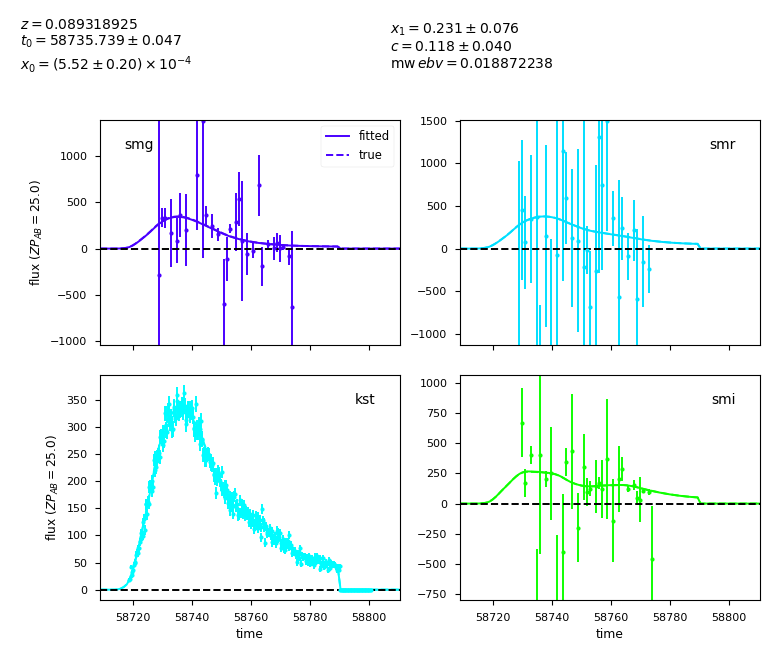 z = 0.089318925
t₀ = 58735.739 ± 0.047
x₀ = (5.52 ± 0.20) × 10⁻⁴
x₁ = 0.231 ± 0.076
c = 0.118 ± 0.040
mw ebv = 0.018872238
smg
fitted
true
1000
500
0
−500
−1000
flux (ZP_AB = 25.0)
smr
1500
1000
500
0
−500
−1000
kst
350
300
250
200
150
100
50
0
flux (ZP_AB = 25.0)
58720
58740
58760
58780
58800
time
smi
1000
750
500
250
0
−250
−500
−750
58720
58740
58760
58780
58800
time